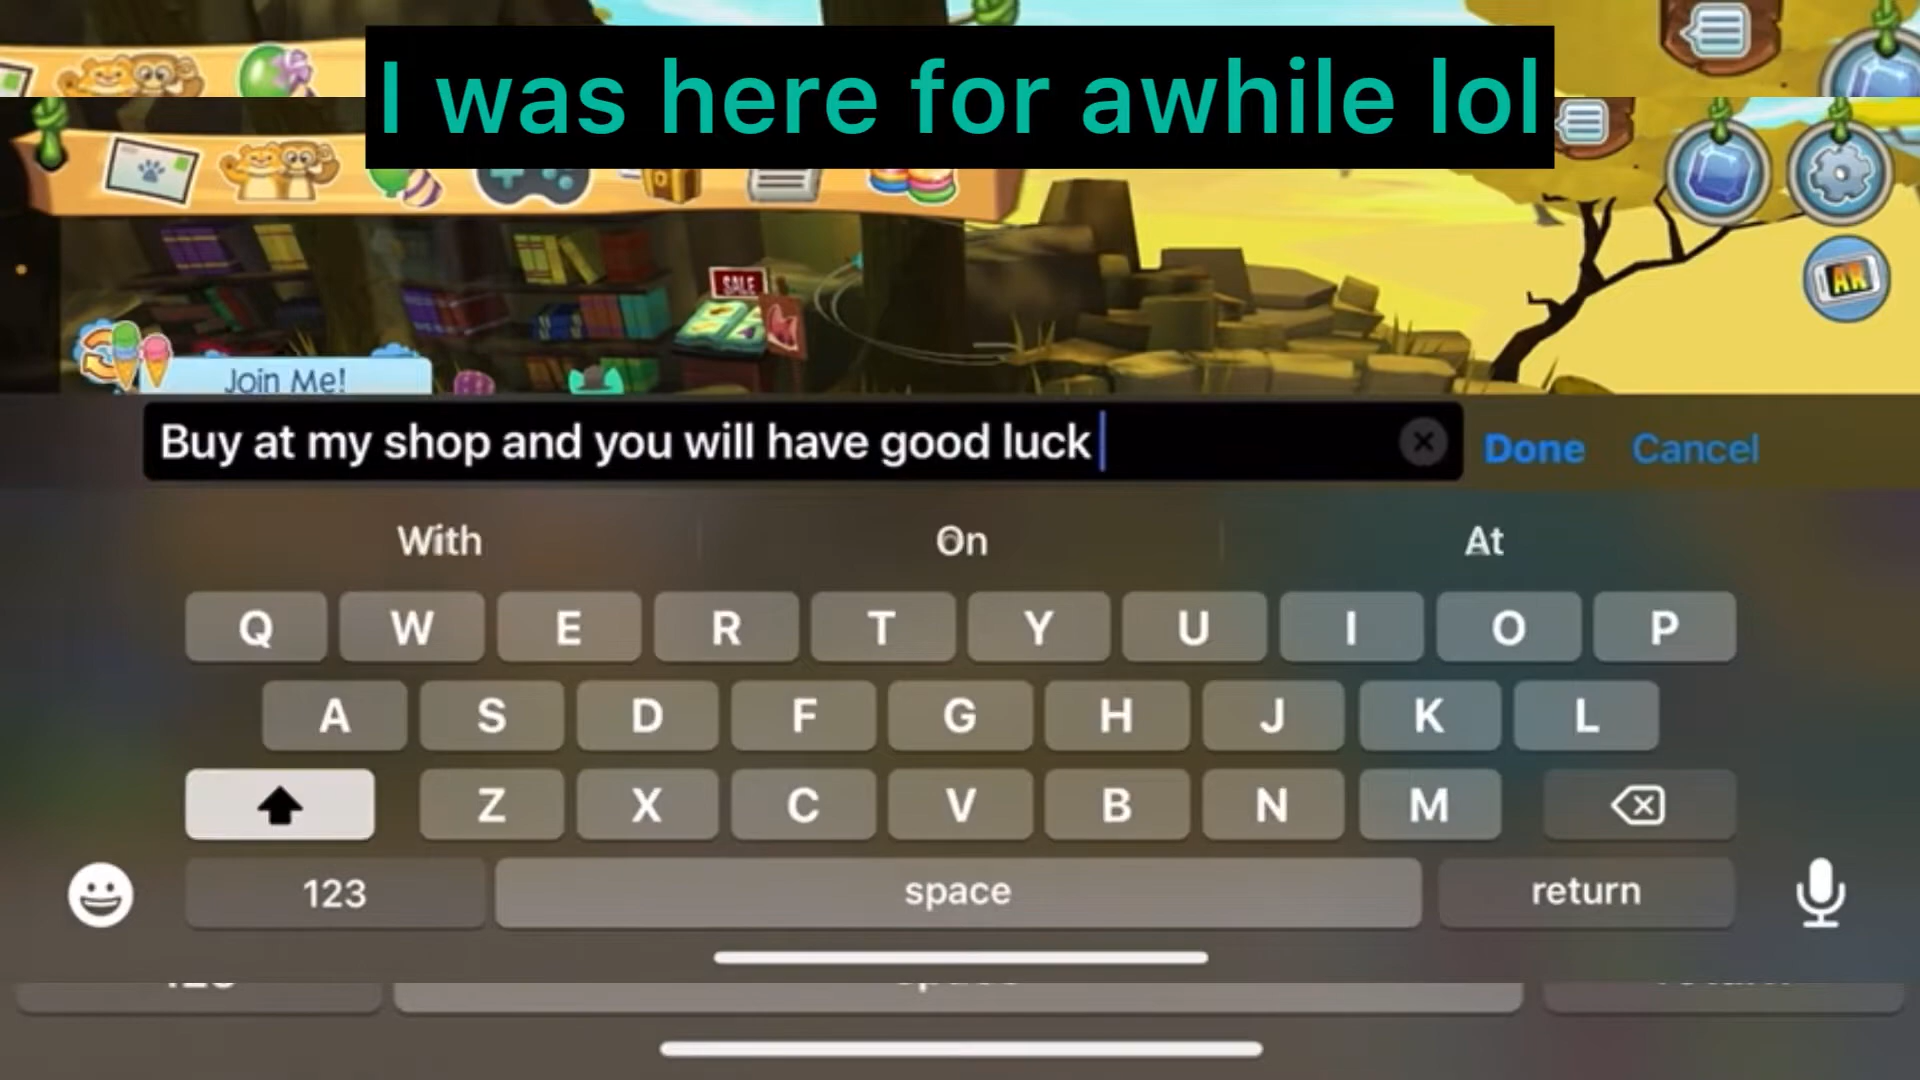 I was here for awhile lol
SALE
AR
Join Me!
Buy at my shop and you will have good luck
Done
Cancel
With
On
At
Q W E R T Y U I O P
A S D F G H J K L
Z X C V B N M
123
space
return